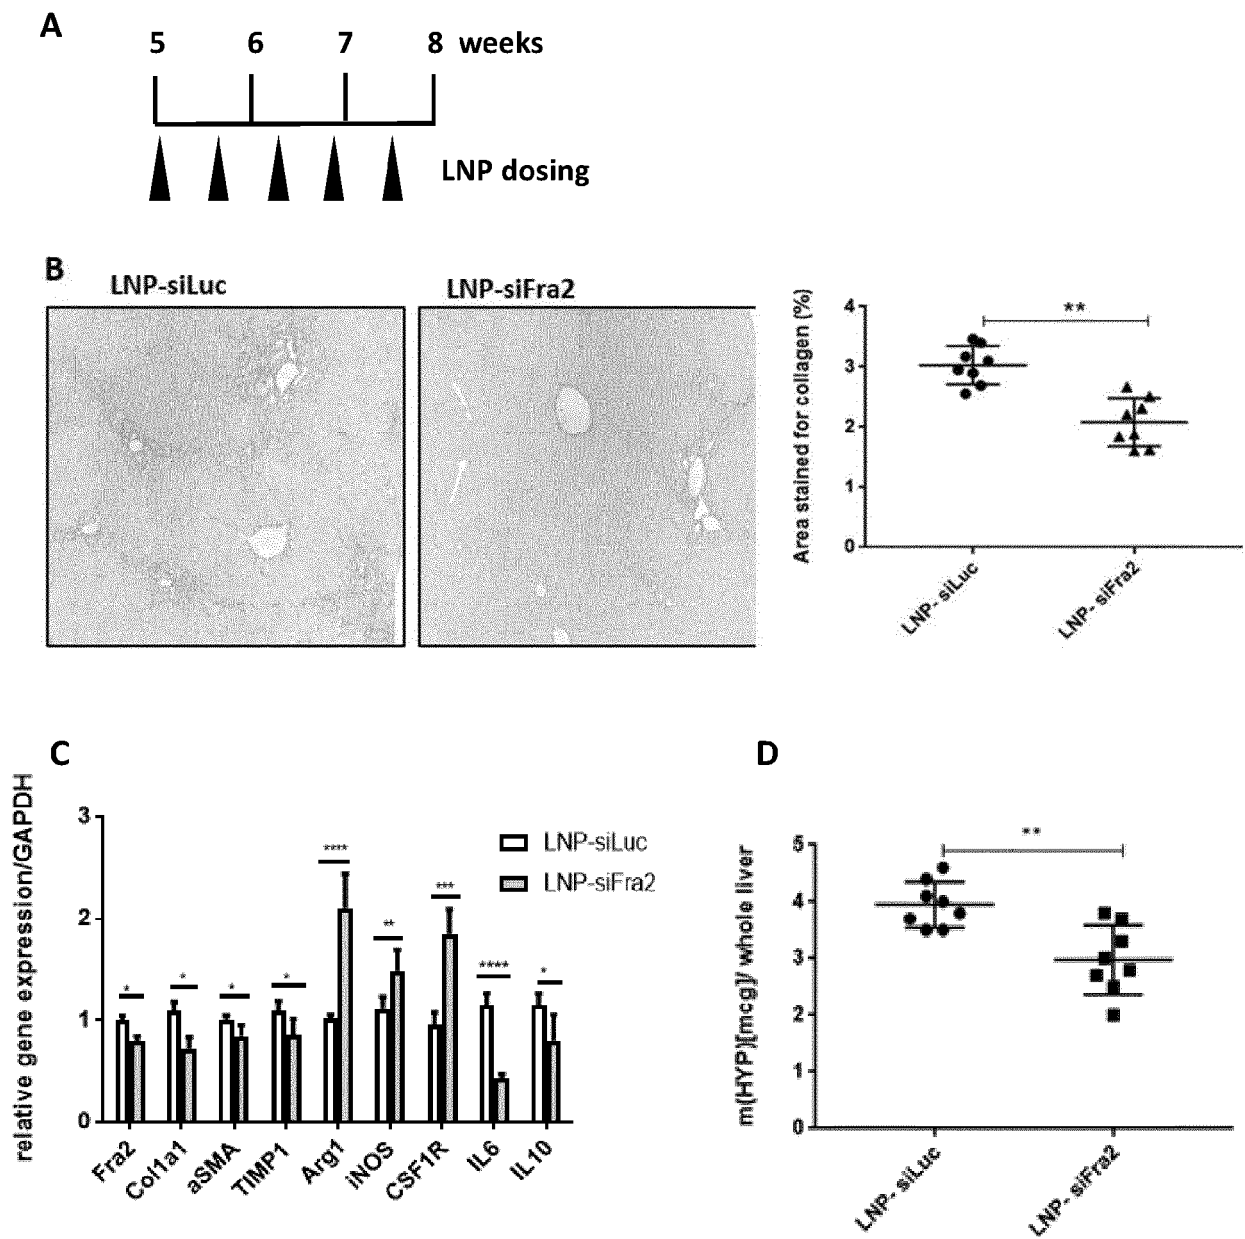 A
5 6 7 8 weeks
LNP dosing
B
LNP-siLuc
LNP-siFra2
Area stained for collagen (%)
4
3
2
1
0
**
LNP- siLuc
LNP- siFra2
C
relative gene expression/GAPDH
3
2
1
0
LNP-siLuc
LNP-siFra2
*
*
*
*
****
**
***
****
*
Fra2
Col1a1
aSMA
TIMP1
Arg1
iNOS
CSF1R
IL6
IL10
D
m(HYP)[mcg]/ whole liver
5
4
3
2
1
0
**
LNP- siLuc
LNP- siFra2